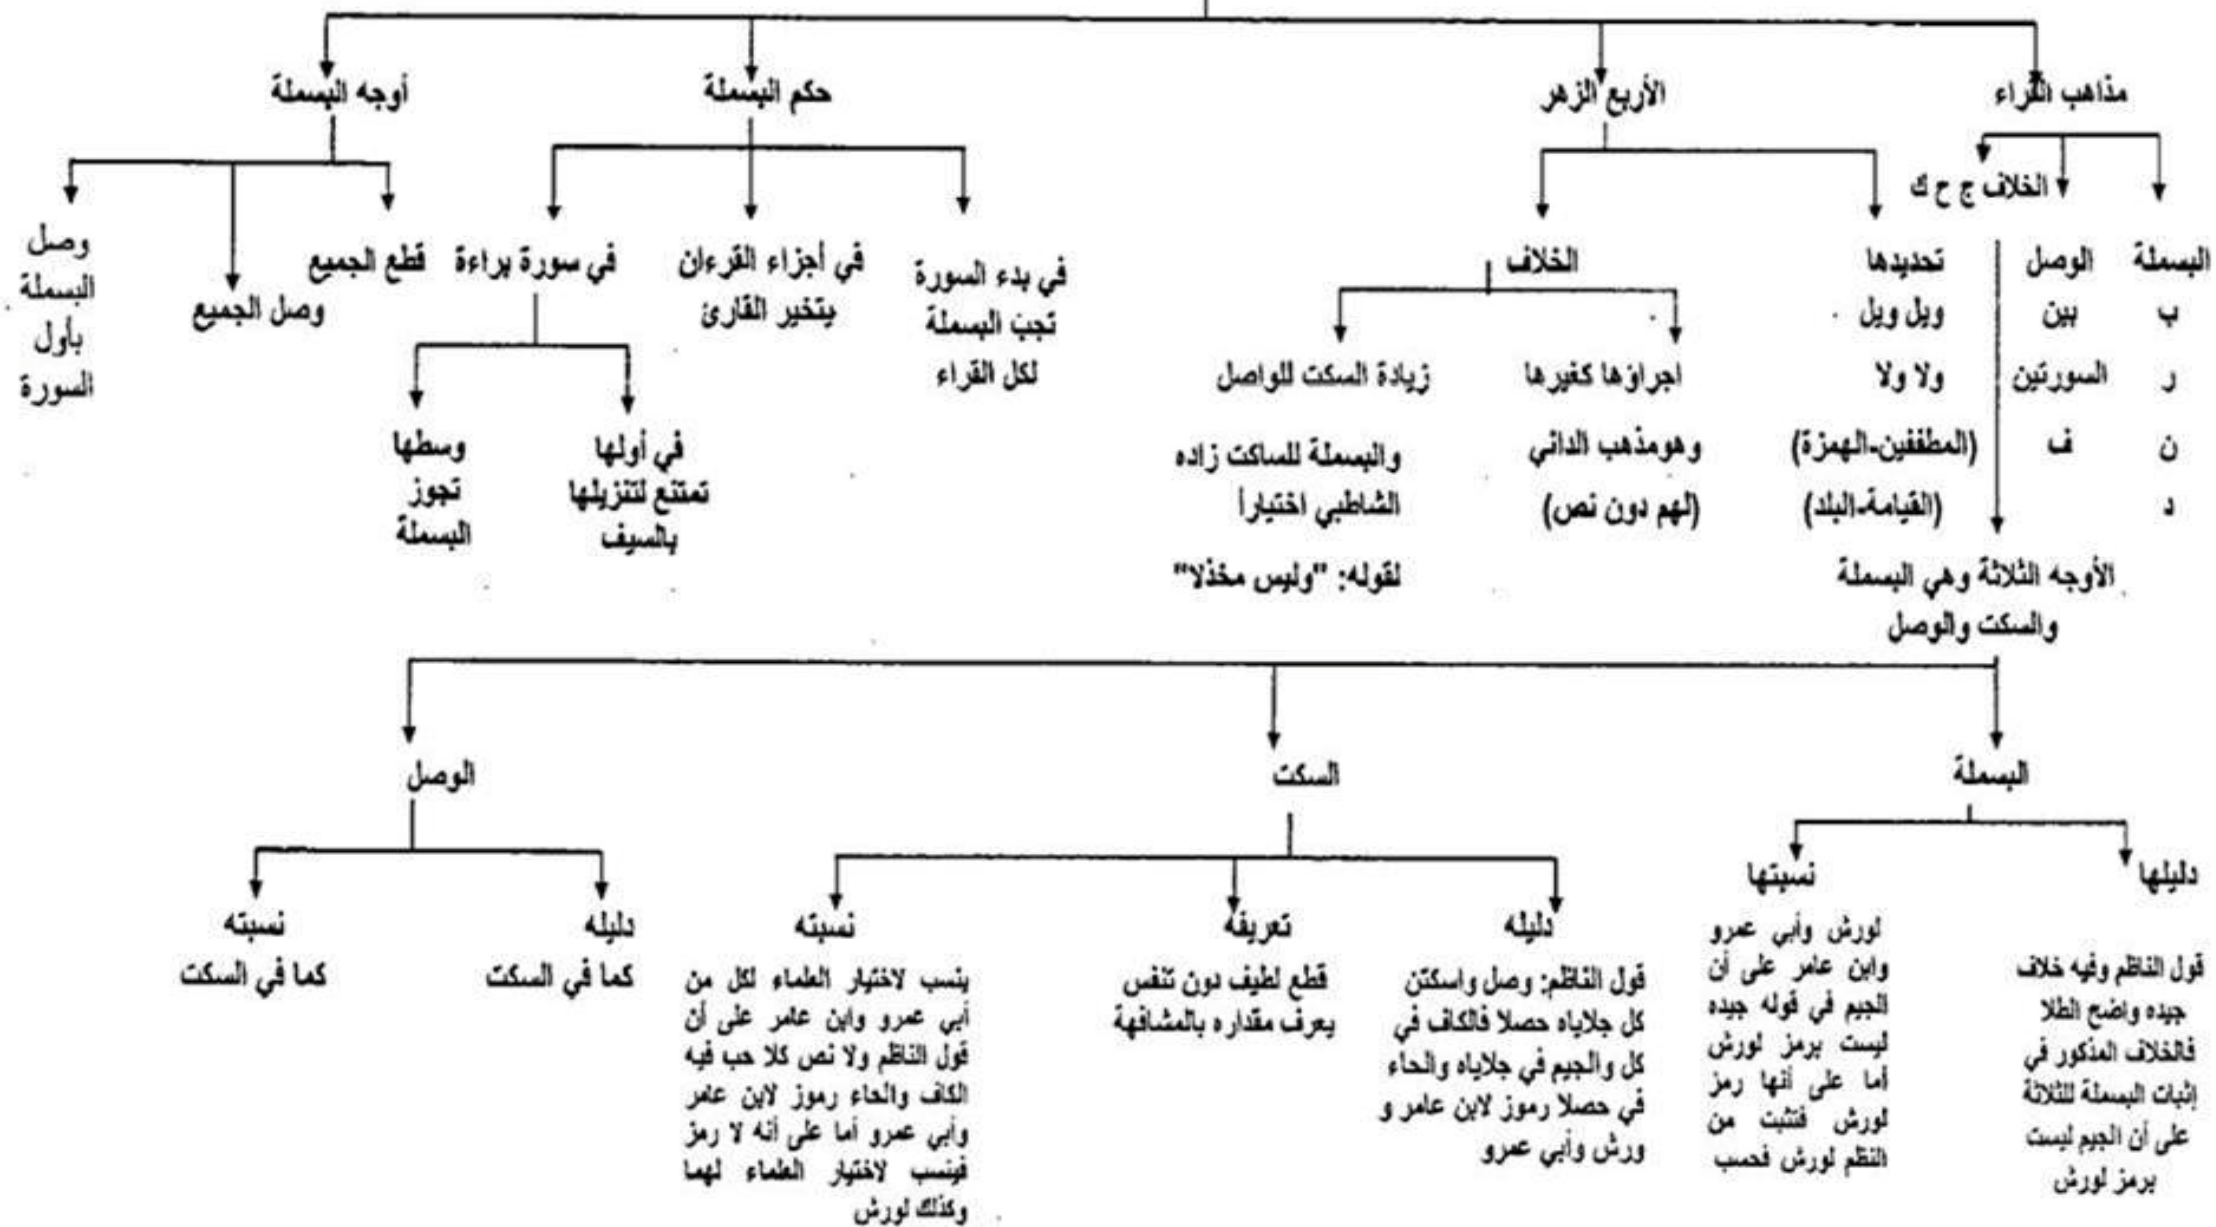 مذاهب القراء
الأربع الزهر
حكم البسملة
أوجه البسملة
الخلاف ج ح ك
البسملة
ب
ر
ن
د
الوصل
بين
السورتين
ف
الأوجه الثلاثة وهي البسملة
والسكت والوصل
تحديدها
ويل ويل
ولا ولا
(المطففين-الهمزة)
(القيامة-البلد)
الخلاف
اجراؤها كغيرها
وهومذهب الداني
(لهم دون نص)
زيادة السكت للواصل
والبسملة للساكت زاده
الشاطبي اختياراً
لقوله: "وليس مخذلا"
في بدء السورة
تجب البسملة
لكل القراء
في أجزاء القرءان
يتخير القارئ
في سورة براءة
في أولها
تمتنع لتنزيلها
بالسيف
وسطها
تجوز
البسملة
قطع الجميع
وصل الجميع
وصل
البسملة
بأول
السورة
البسملة
السكت
الوصل
دليلها
قول الناظم وفيه خلاف
جيده واضح الطلا
فالخلاف المذكور في
إثبات البسملة للثلاثة
على أن الجيم ليست
برمز لورش
نسبتها
لورش وأبي عمرو
وابن عامر على أن
الجيم في قوله جيده
ليست برمز لورش
أما على أنها رمز
لورش فتثبت من
النظم لورش فحسب
دليله
قول الناظم: وصل واسكتن
كل جلاياه حصلا فالكاف في
كل والجيم في جلاياه والحاء
في حصلا رموز لابن عامر و
ورش وأبي عمرو
تعريفه
قطع لطيف دون تنفس
يعرف مقداره بالمشافهة
نسبته
ينسب لاختيار العلماء لكل من
أبي عمرو وابن عامر على أن
قول الناظم ولا نص كلا حب فيه
الكاف والحاء رموز لابن عامر
وأبي عمرو أما على أنه لا رمز
فينسب لاختيار العلماء لهما
وكذلك لورش
دليله
كما في السكت
نسبته
كما في السكت